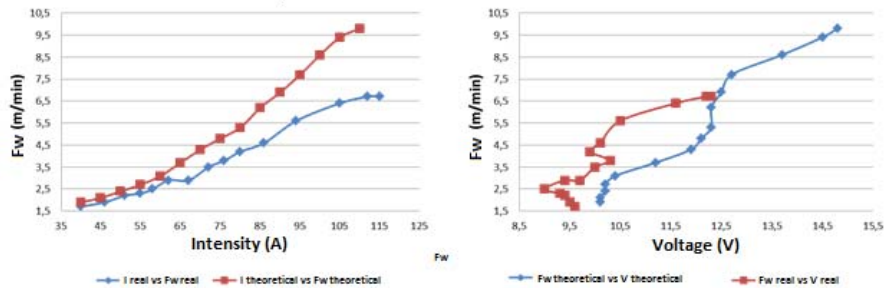 10,5
9,5
8,5
7,5
6,5
5,5
4,5
3,5
2,5
1,5
Fw (m/min)
35 45 55 65 75 85 95 105 115 125
Intensity (A)
I real vs Fw real I theoretical vs Fw theoretical
Fw
10,5
9,5
8,5
7,5
6,5
5,5
4,5
3,5
2,5
1,5
Fw (m/min)
8,5 9,5 10,5 11,5 12,5 13,5 14,5 15,5
Voltage (V)
Fw theoretical vs V theoretical Fw real vs V real